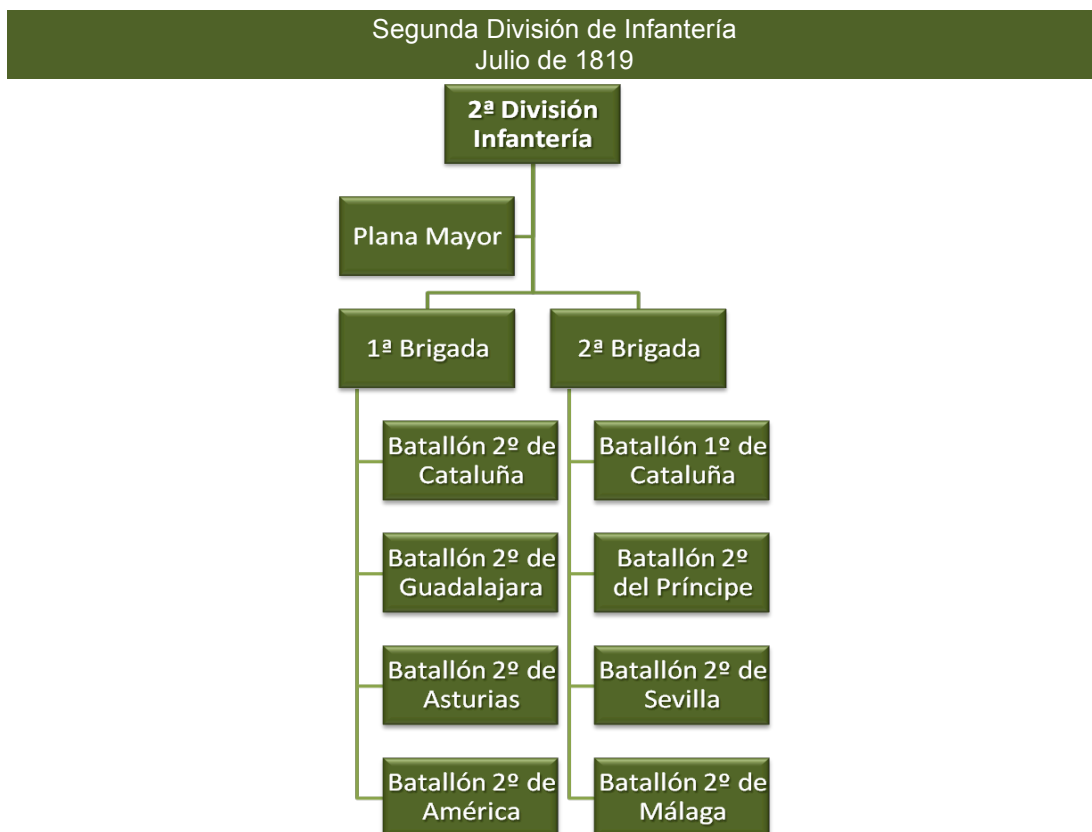 Segunda División de Infantería
Julio de 1819
2ª División
Infantería
Plana Mayor
1ª Brigada
2ª Brigada
Batallón 2º de
Cataluña
Batallón 2º de
Guadalajara
Batallón 2º de
Asturias
Batallón 2º de
América
Batallón 1º de
Cataluña
Batallón 2º
del Príncipe
Batallón 2º de
Sevilla
Batallón 2º de
Málaga